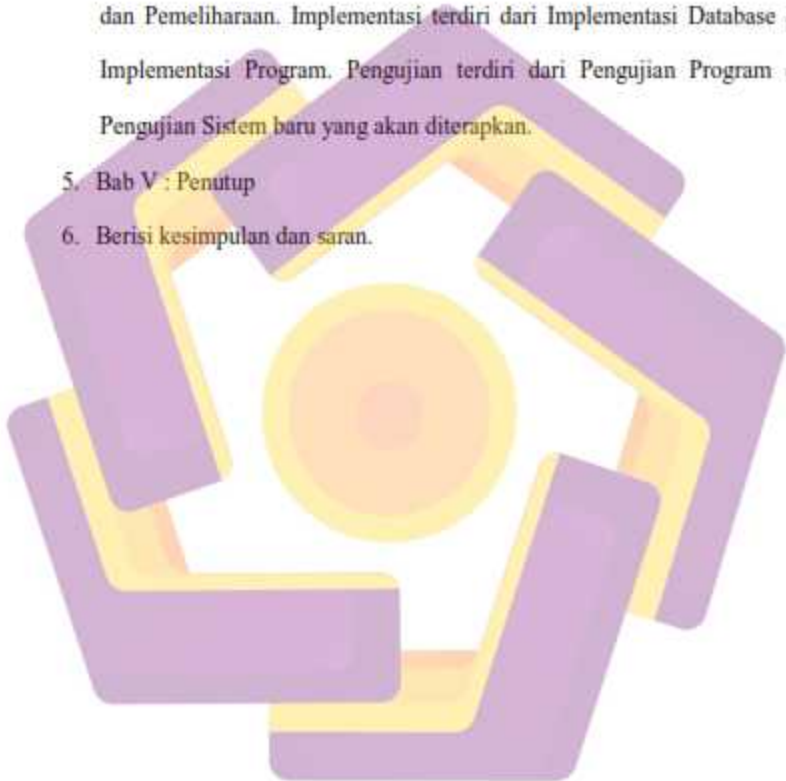 dan Pemeliharaan. Implementasi terdiri dari Implementasi Database
Implementasi Program. Pengujian terdiri dari Pengujian Program
Pengujian Sistem baru yang akan diterapkan.
5. Bab V : Penutup
6. Berisi kesimpulan dan saran.